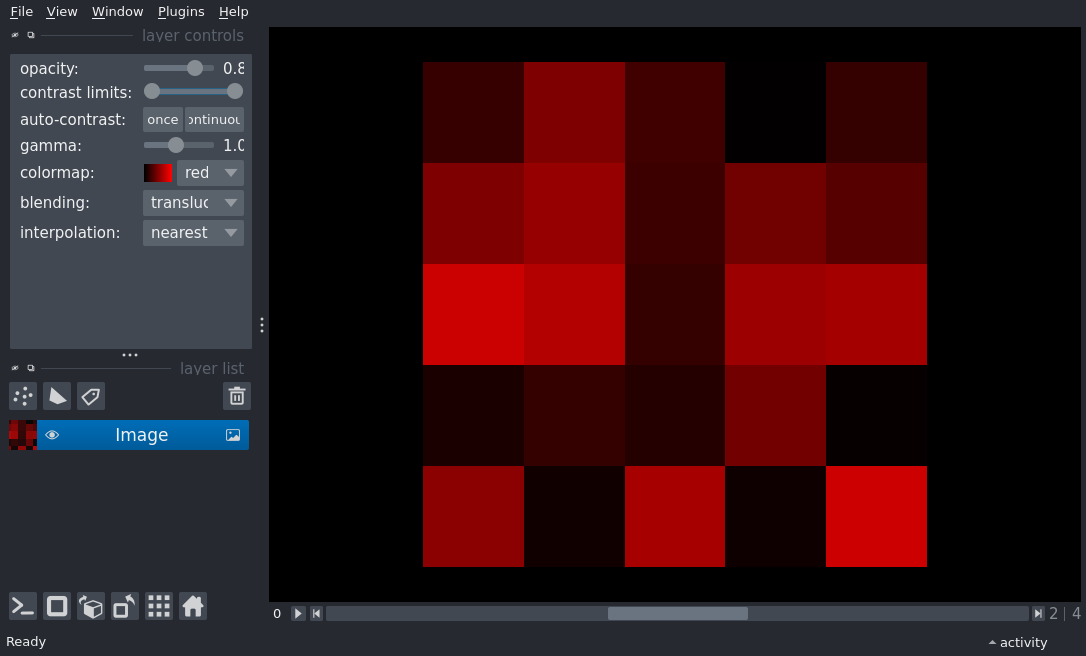 File View Window Plugins Help
layer controls
opacity: 0.8
contrast limits:
auto-contrast: once ontinuou
gamma: 1.0
colormap: red
blending: transluc
interpolation: nearest
layer list
Image
0 2 | 4
Ready activity